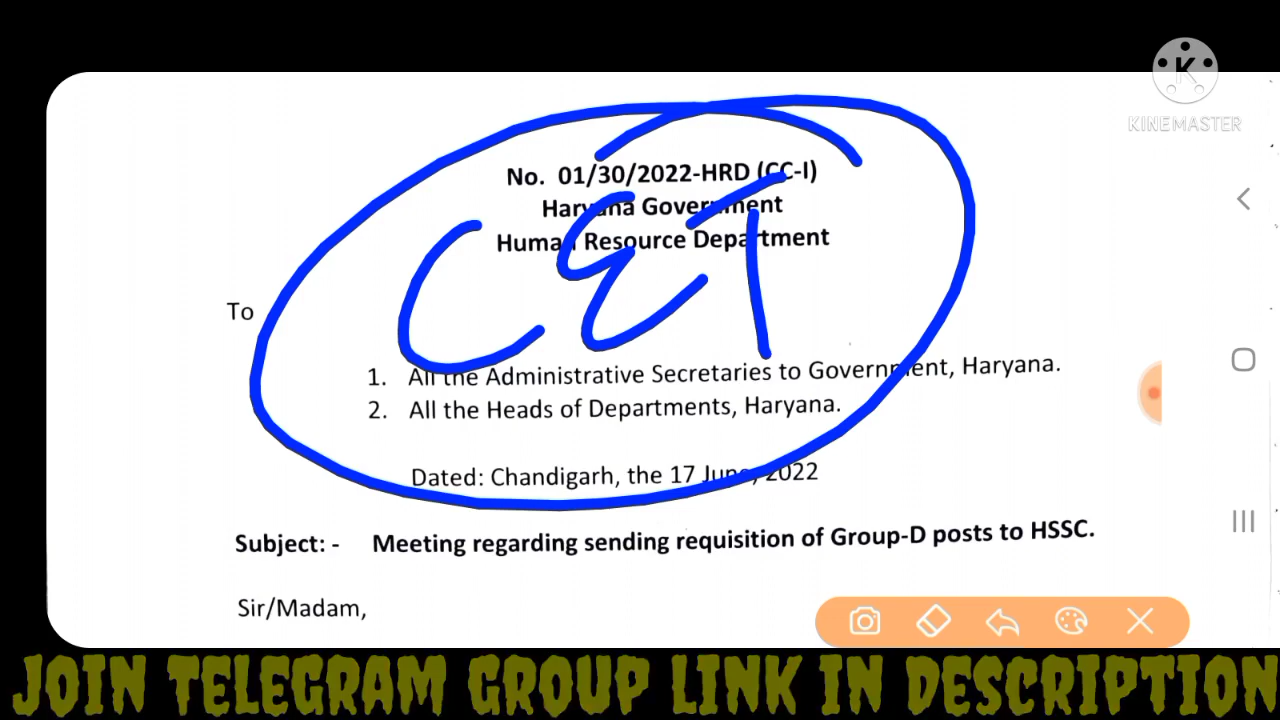 KINEMASTER
No. 01/30/2022-HRD (CC-I)
Haryana Government
Human Resource Department
CET
To
1. All the Administrative Secretaries to Government, Haryana.
2. All the Heads of Departments, Haryana.
Dated: Chandigarh, the 17 June, 2022
Subject: - Meeting regarding sending requisition of Group-D posts to HSSC.
Sir/Madam,
JOIN TELEGRAM GROUP LINK IN DESCRIPTION